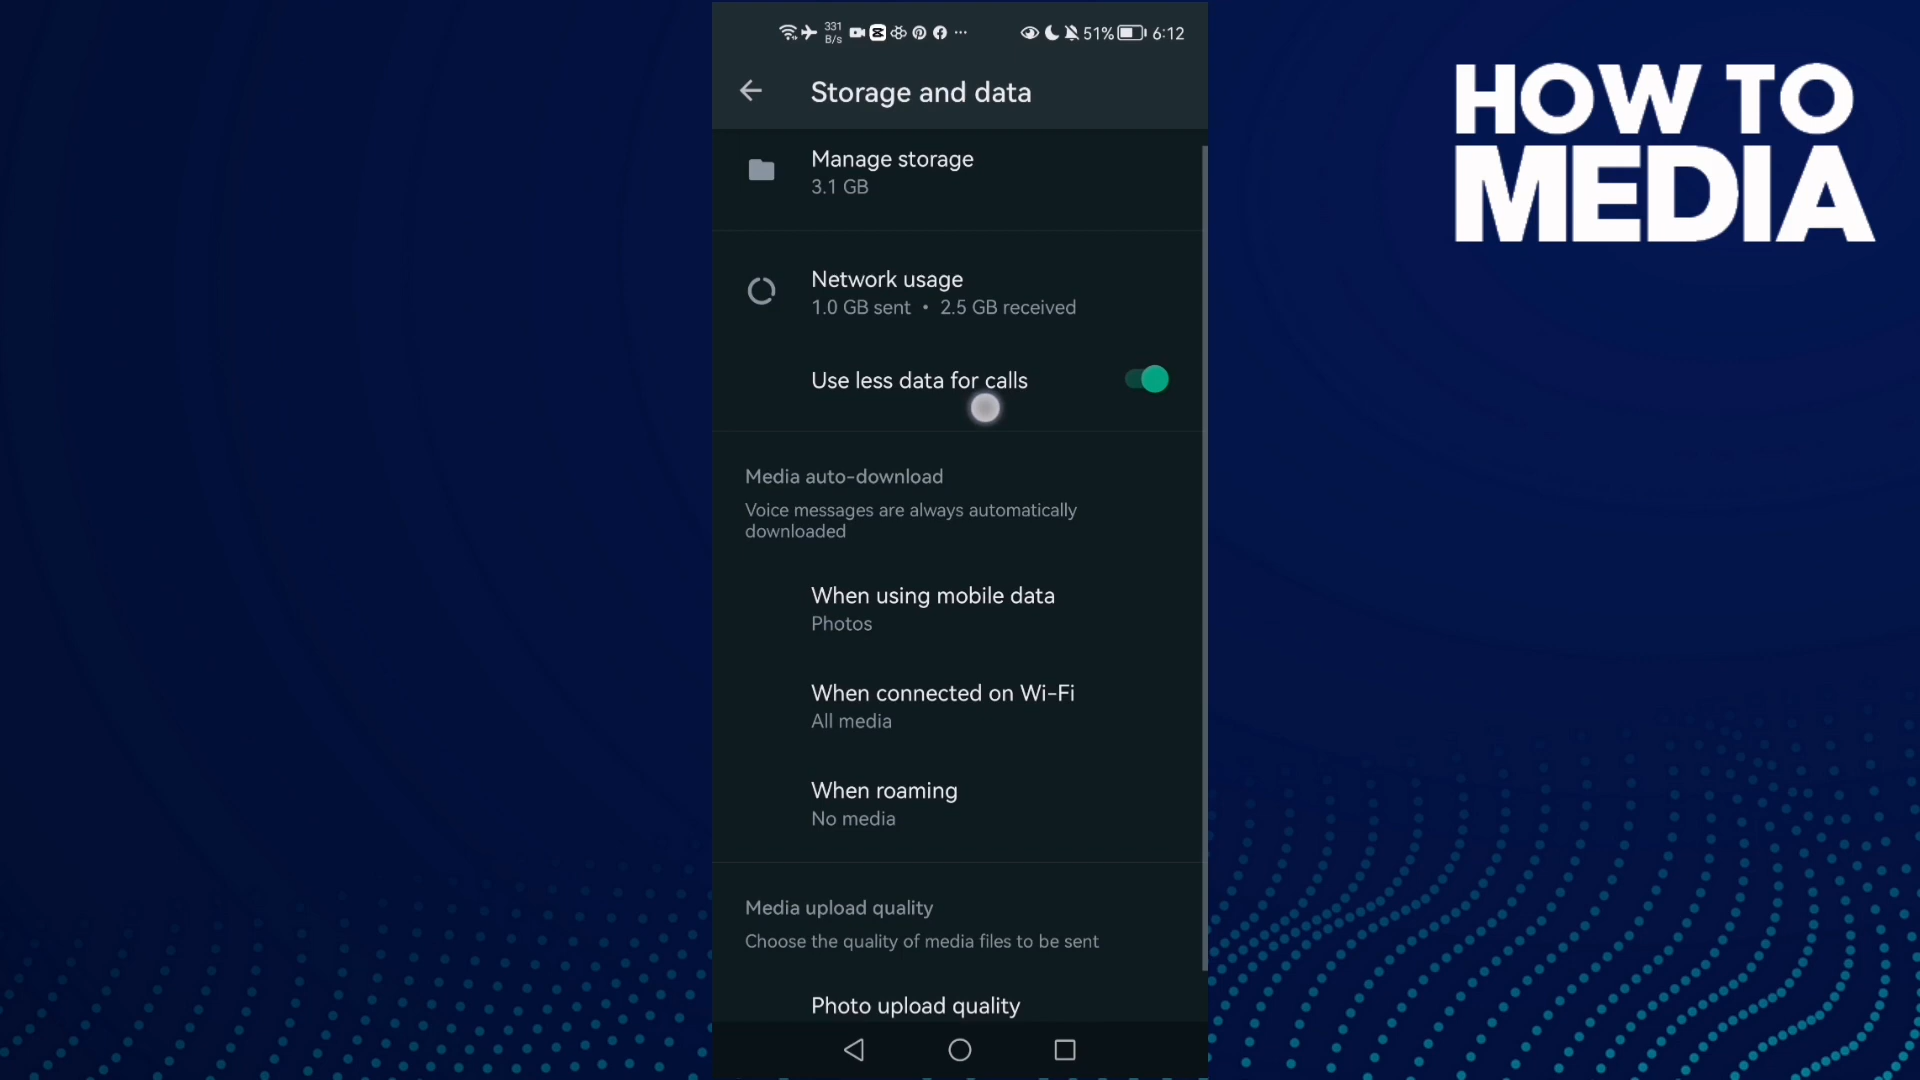 331
B/s
51%
6:12
Storage and data
Manage storage
3.1 GB
Network usage
1.0 GB sent • 2.5 GB received
Use less data for calls
Media auto-download
Voice messages are always automatically
downloaded
When using mobile data
Photos
When connected on Wi-Fi
All media
When roaming
No media
Media upload quality
Choose the quality of media files to be sent
Photo upload quality
HOW TO
MEDIA